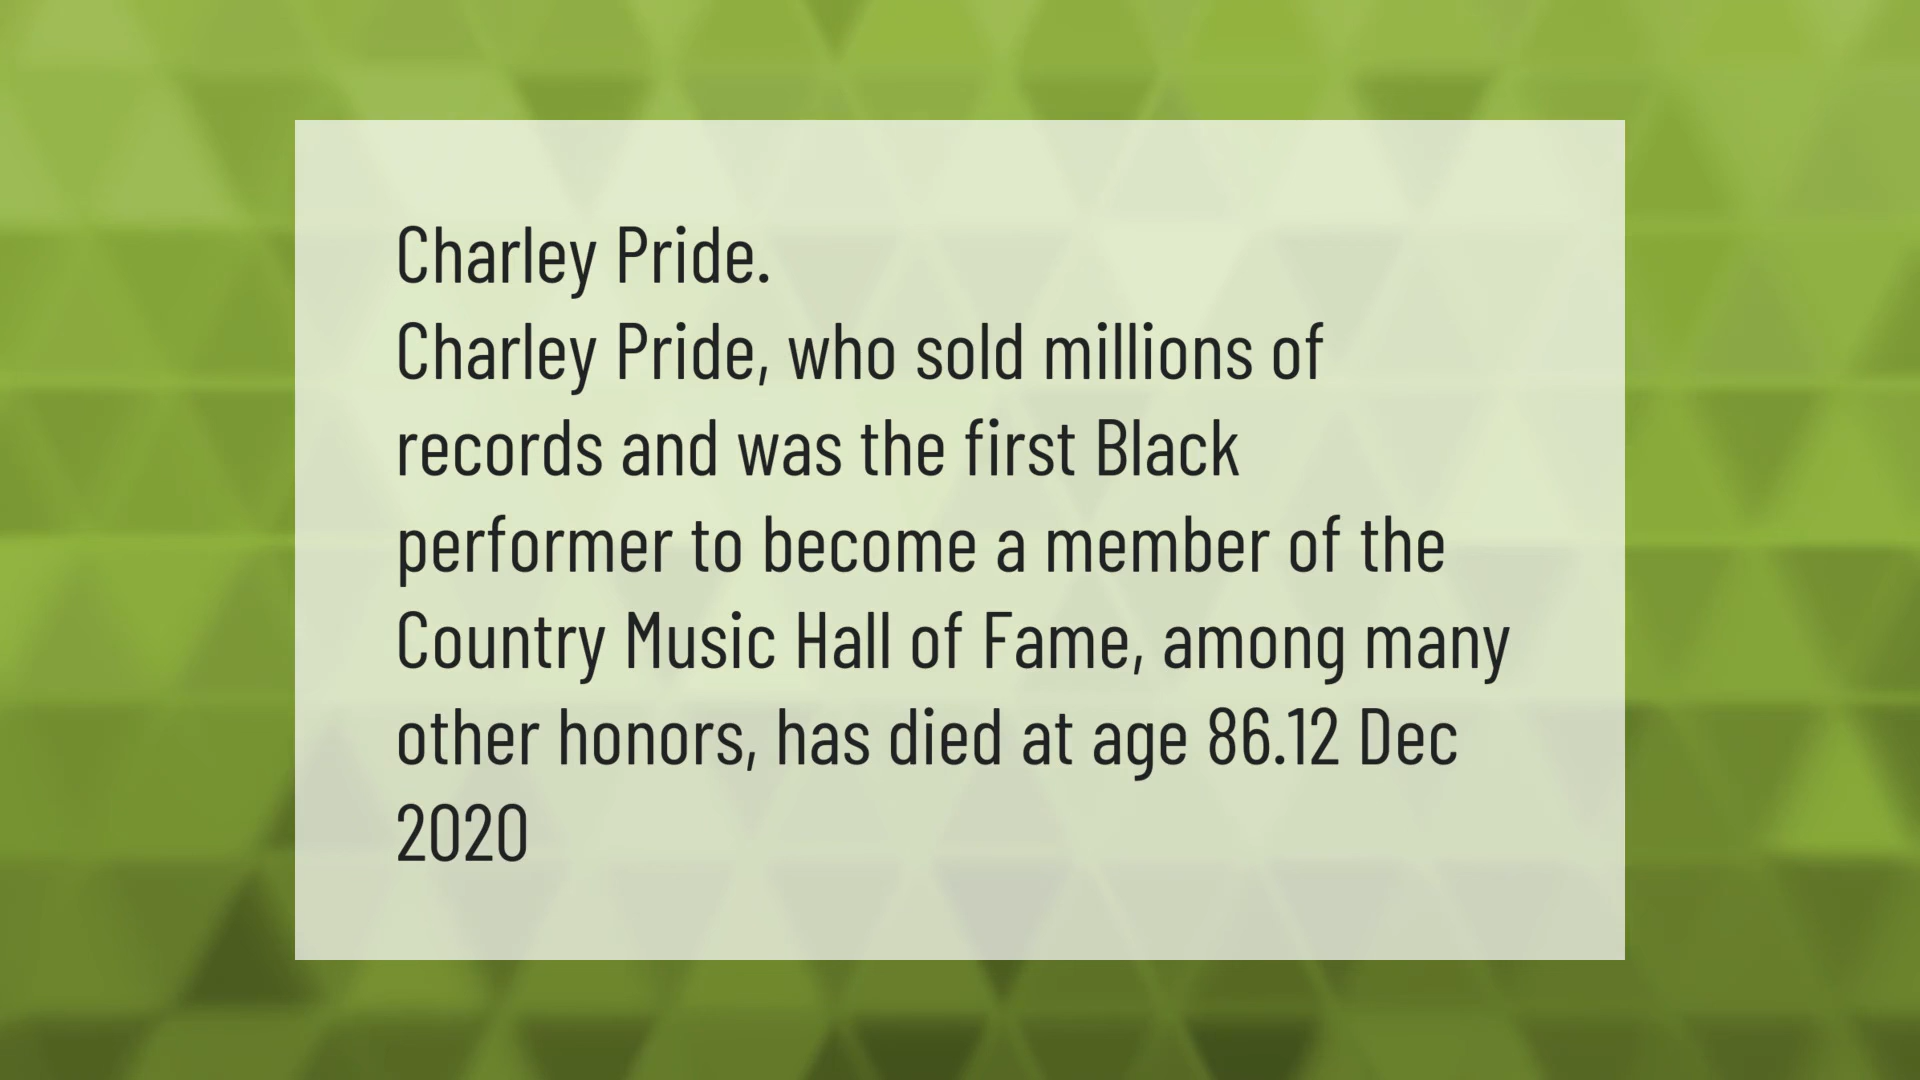 Charley Pride.
Charley Pride, who sold millions of
records and was the first Black
performer to become a member of the
Country Music Hall of Fame, among many
other honors, has died at age 86.12 Dec
2020